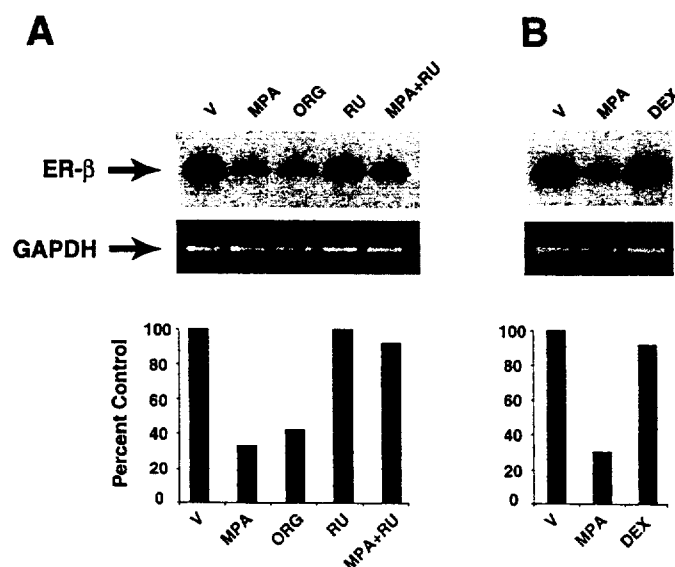 A
B
V MPA ORG RU MPA+RU
V MPA DEX
ER-β
GAPDH
Percent Control
100
80
60
40
20
0
V MPA ORG RU MPA+RU
100
80
60
40
20
0
V MPA DEX